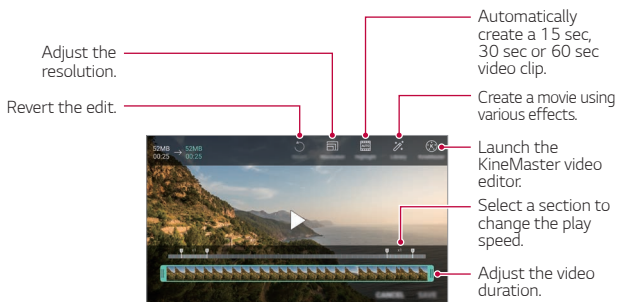 Automatically
create a 15 sec,
30 sec or 60 sec
video clip.
Adjust the
resolution.
Create a movie using
various effects.
Revert the edit.
Launch the
KineMaster video
editor.
52MB → 52MB
00:25 00:25
Select a section to
change the play
speed.
Adjust the video
duration.
CANCEL SAVE